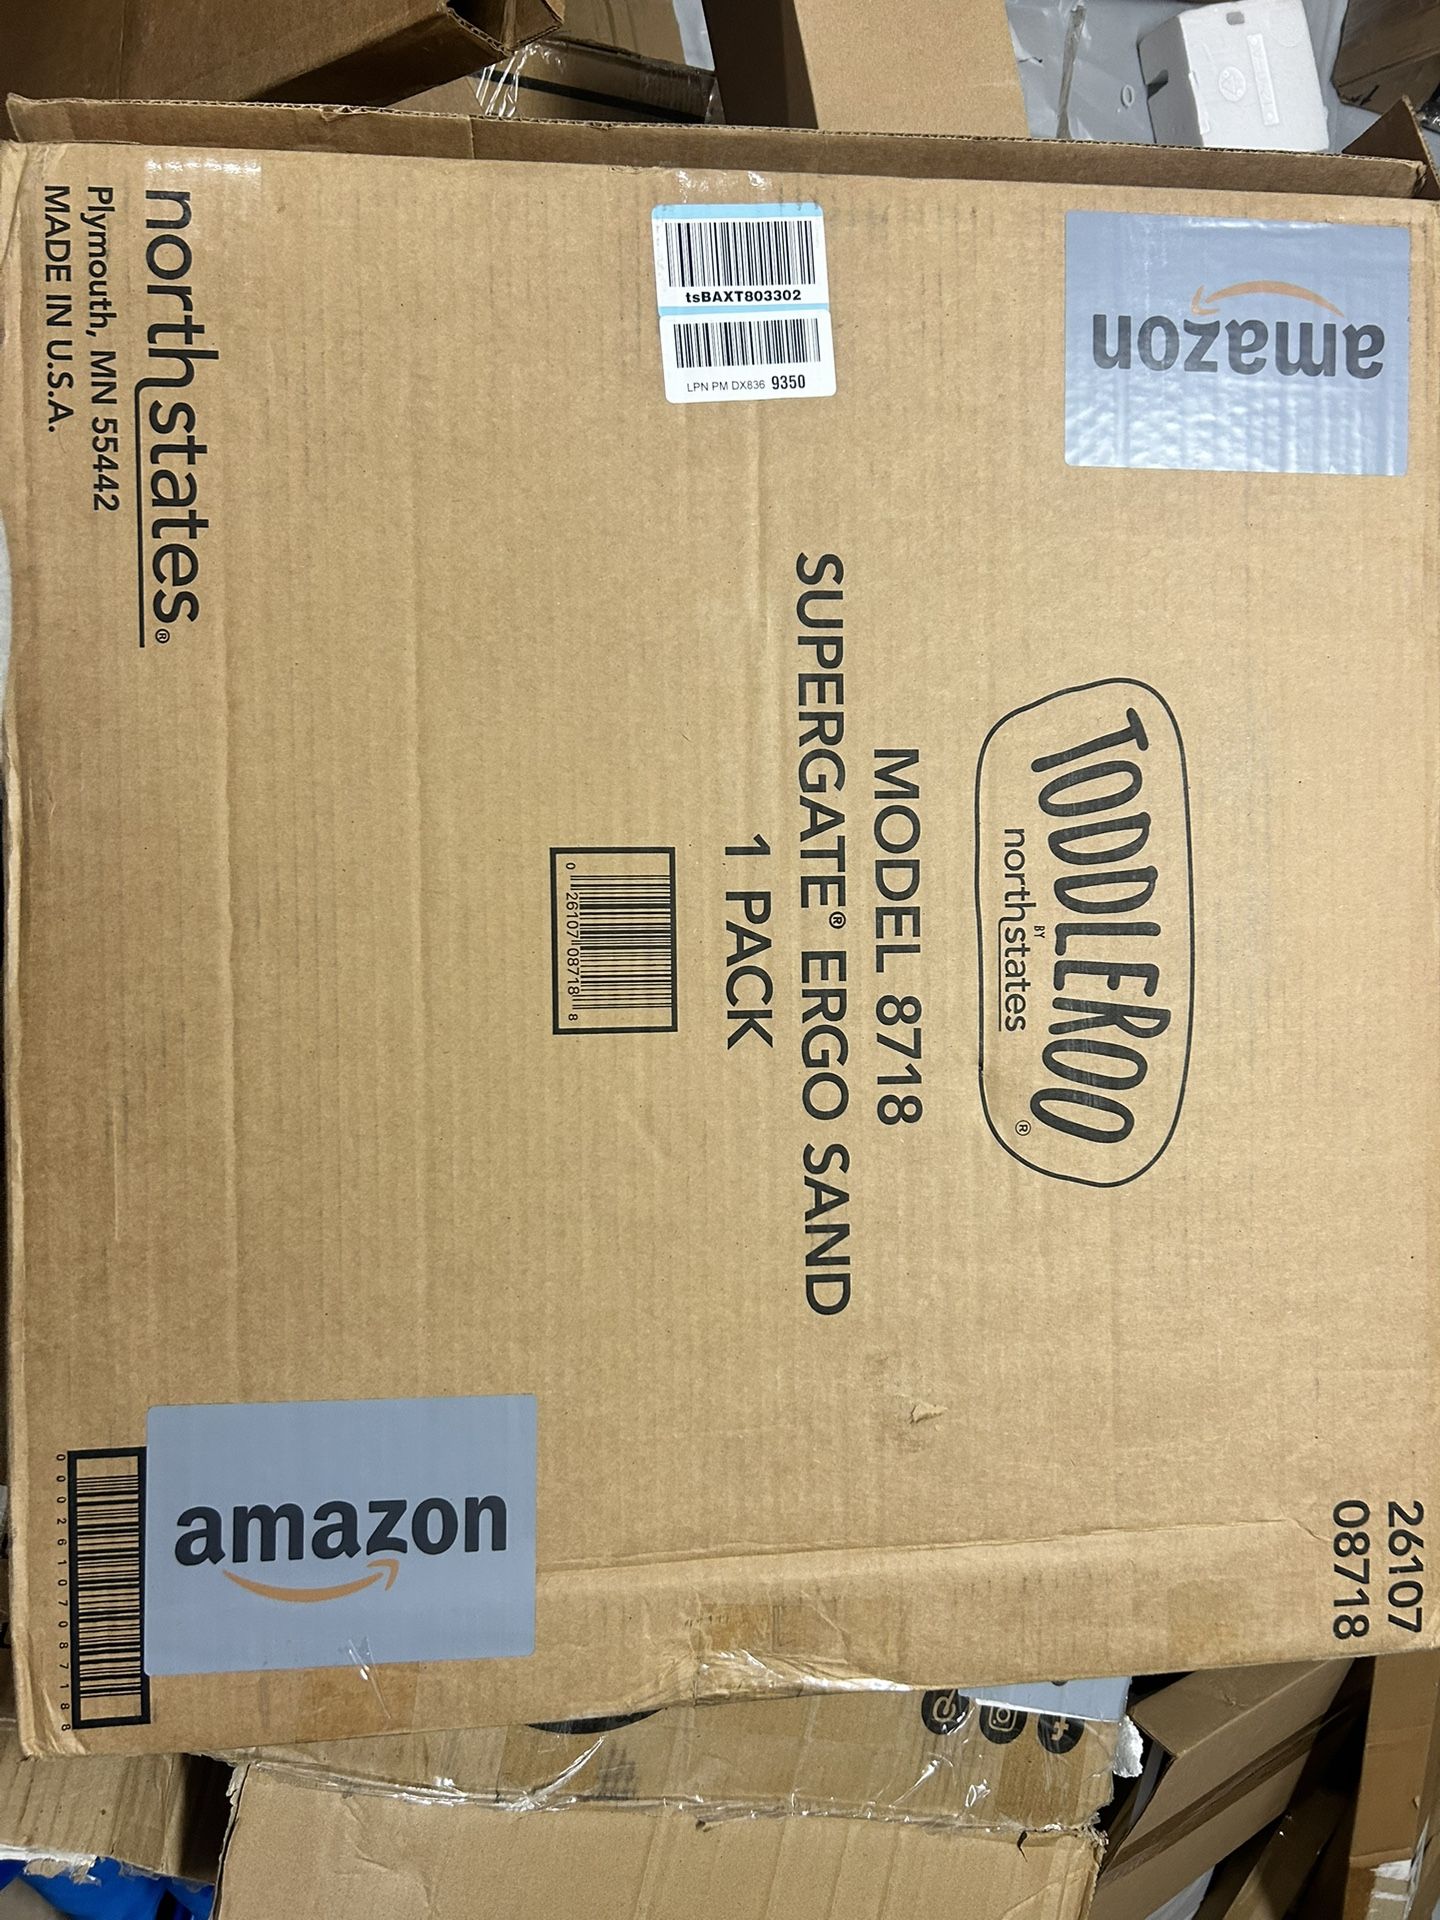 TODDLEROO®
BY
northstates
MODEL 8718
SUPERGATE® ERGO SAND
1 PACK
0 26107 08718 8
26107
08718
amazon
tsBAXT803302
LPN PM DX836 9350
northstates®
Plymouth, MN 55442
MADE IN U.S.A.
amazon
00026107087188